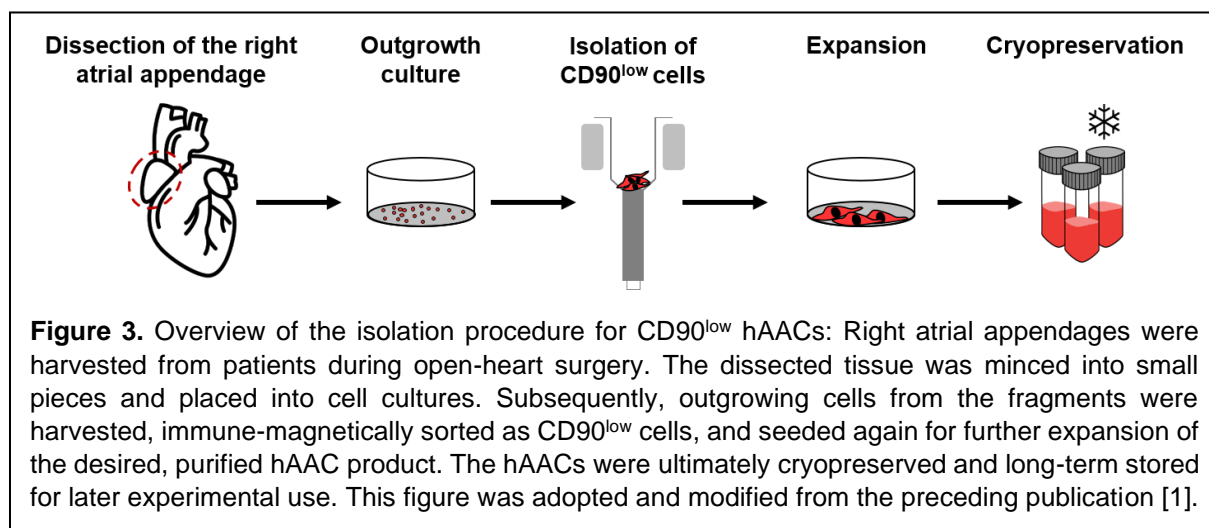 Dissection of the right
atrial appendage
Outgrowth
culture
Isolation of
CD90low cells
Expansion
Cryopreservation
Figure 3. Overview of the isolation procedure for CD90low hAACs: Right atrial appendages were
harvested from patients during open-heart surgery. The dissected tissue was minced into small
pieces and placed into cell cultures. Subsequently, outgrowing cells from the fragments were
harvested, immune-magnetically sorted as CD90low cells, and seeded again for further expansion of
the desired, purified hAAC product. The hAACs were ultimately cryopreserved and long-term stored
for later experimental use. This figure was adopted and modified from the preceding publication [1].